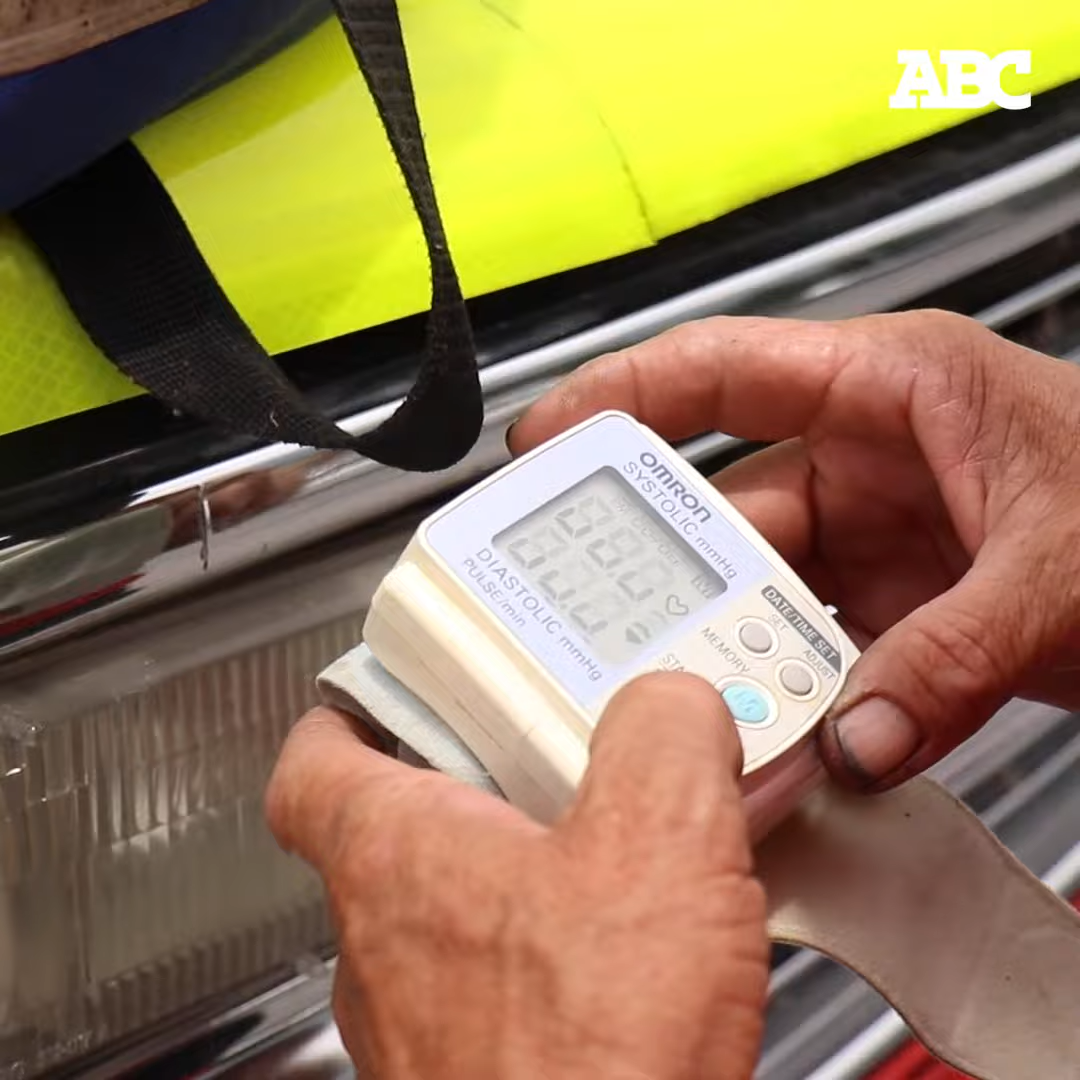 ABC
OMRON
SYSTOLIC mmHg
DIASTOLIC mmHg
PULSE/min
DATE/TIME SET
SET
ADJUST
MEMORY